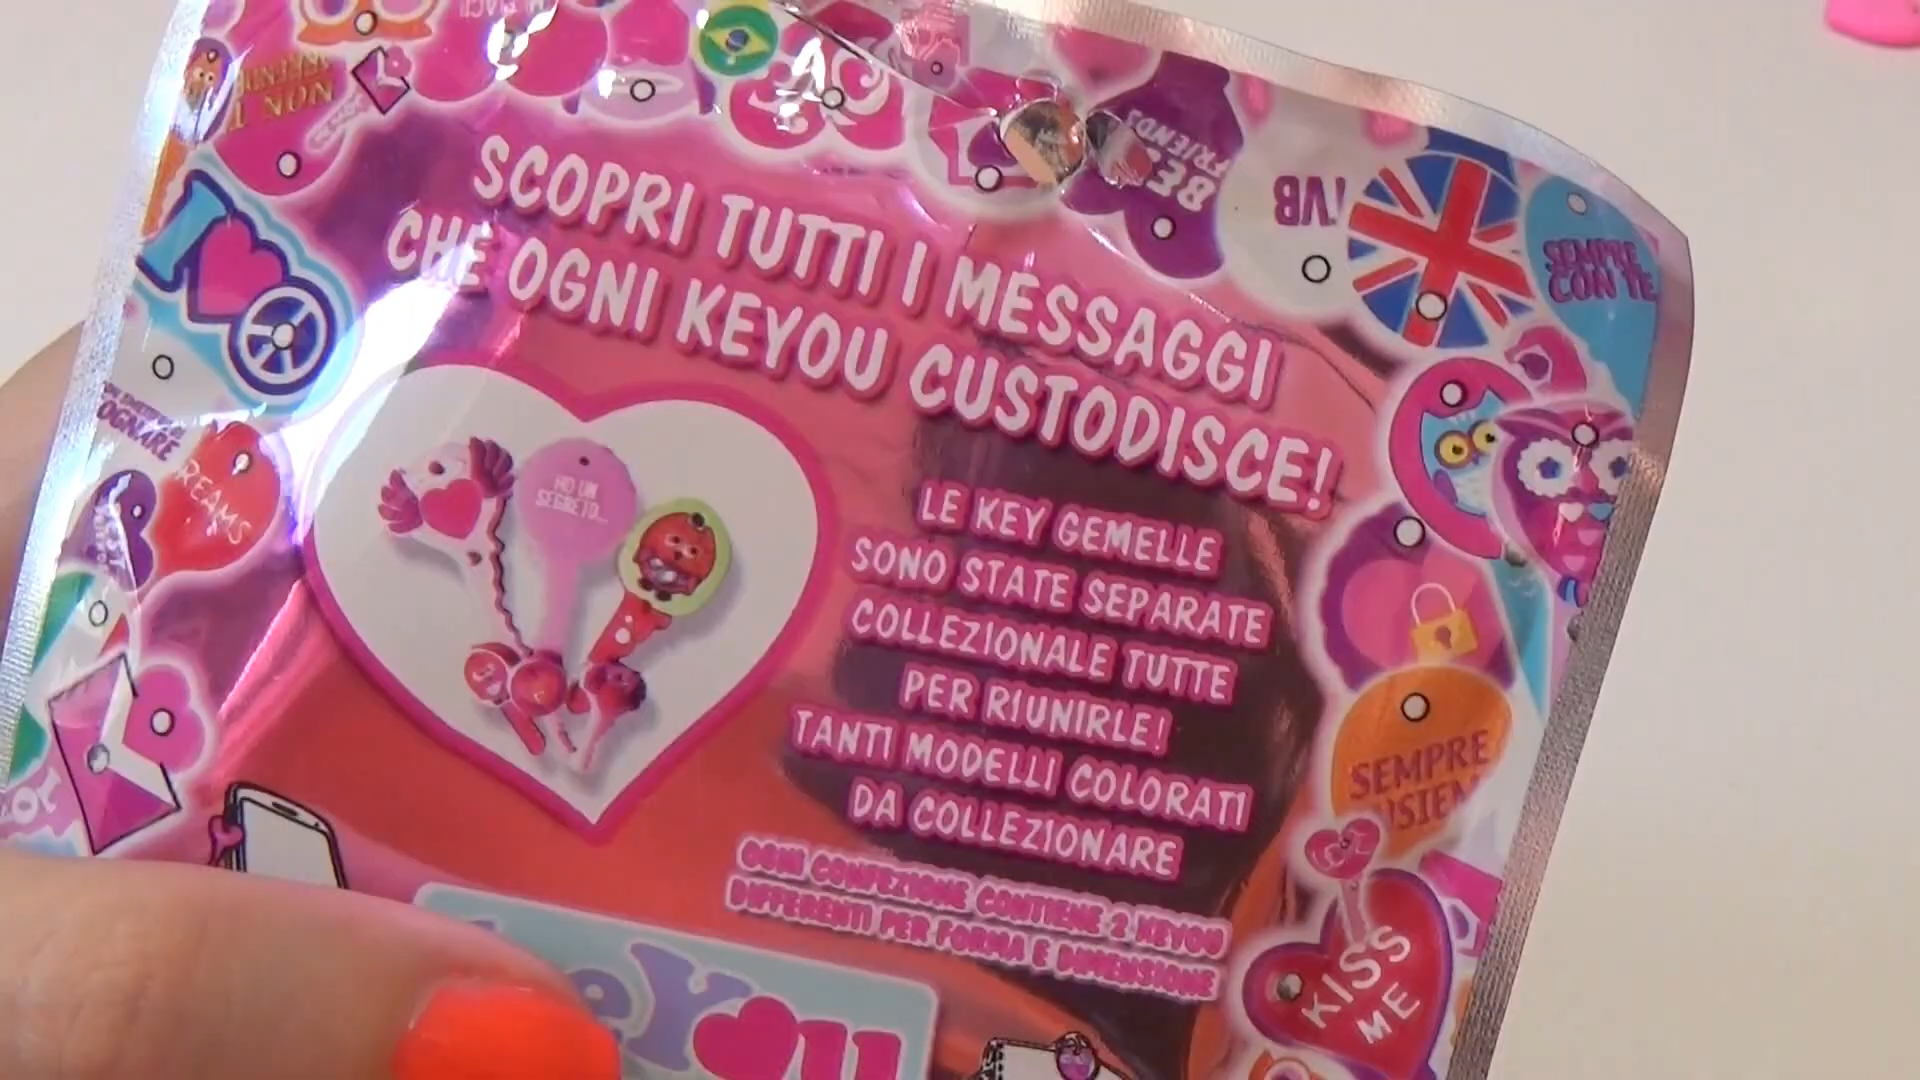 I NON
BEST
FRIENDS
TVB
SEMPRE
CON TE
SCOPRI TUTTI I MESSAGGI
CHE OGNI KEYOU CUSTODISCE!
HO UN
SEGRETO...
LE KEY GEMELLE
SONO STATE SEPARATE
COLLEZIONALE TUTTE
PER RIUNIRLE!
TANTI MODELLI COLORATI
DA COLLEZIONARE
OGNI CONFEZIONE CONTIENE 2 KEYOU
DIFFERENTI PER FORMA E DIMENSIONE
DREAMS
SEMPRE
KISS
ME
KeYOU